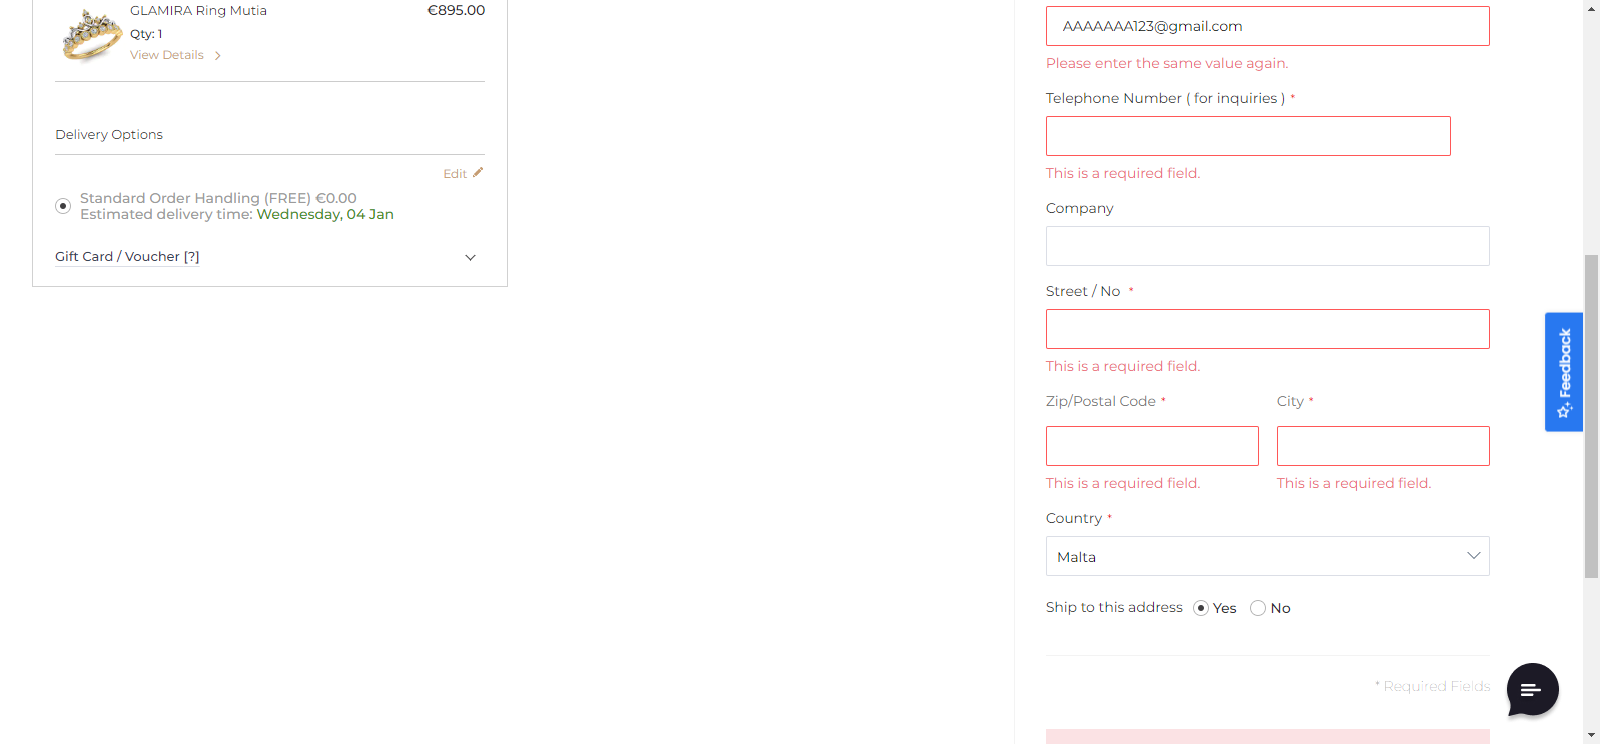 GLAMIRA Ring Mutia
€895.00
Qty: 1
View Details
Delivery Options
Edit
Standard Order Handling (FREE) €0.00
Estimated delivery time: Wednesday, 04 Jan
Gift Card / Voucher [?]
AAAAAAA123@gmail.com
Please enter the same value again.
Telephone Number ( for inquiries ) *
This is a required field.
Company
Street / No *
This is a required field.
Zip/Postal Code * City *
This is a required field. This is a required field.
Country *
Malta
Ship to this address Yes No
* Required Fields
Feedback